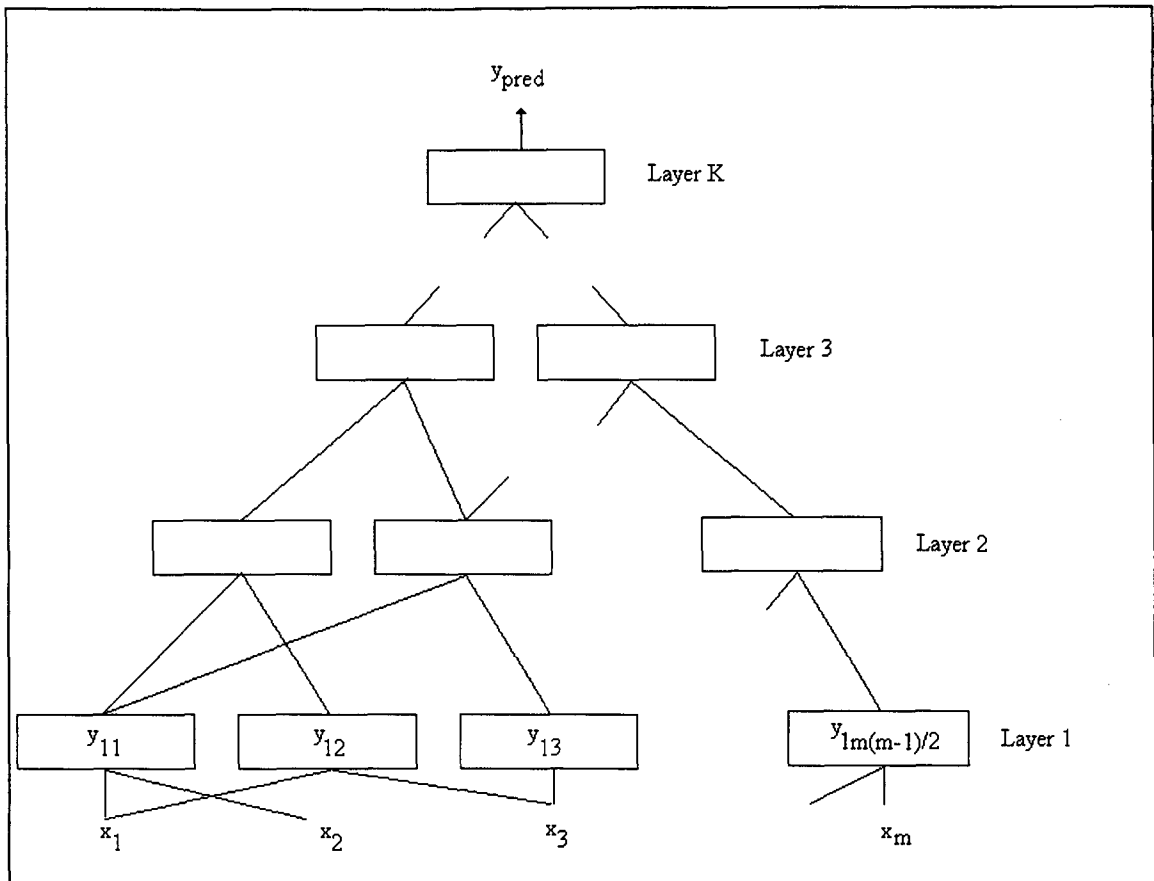 y_pred
Layer K
Layer 3
Layer 2
y_11
y_12
y_13
y_1m(m-1)/2
Layer 1
x_1
x_2
x_3
x_m